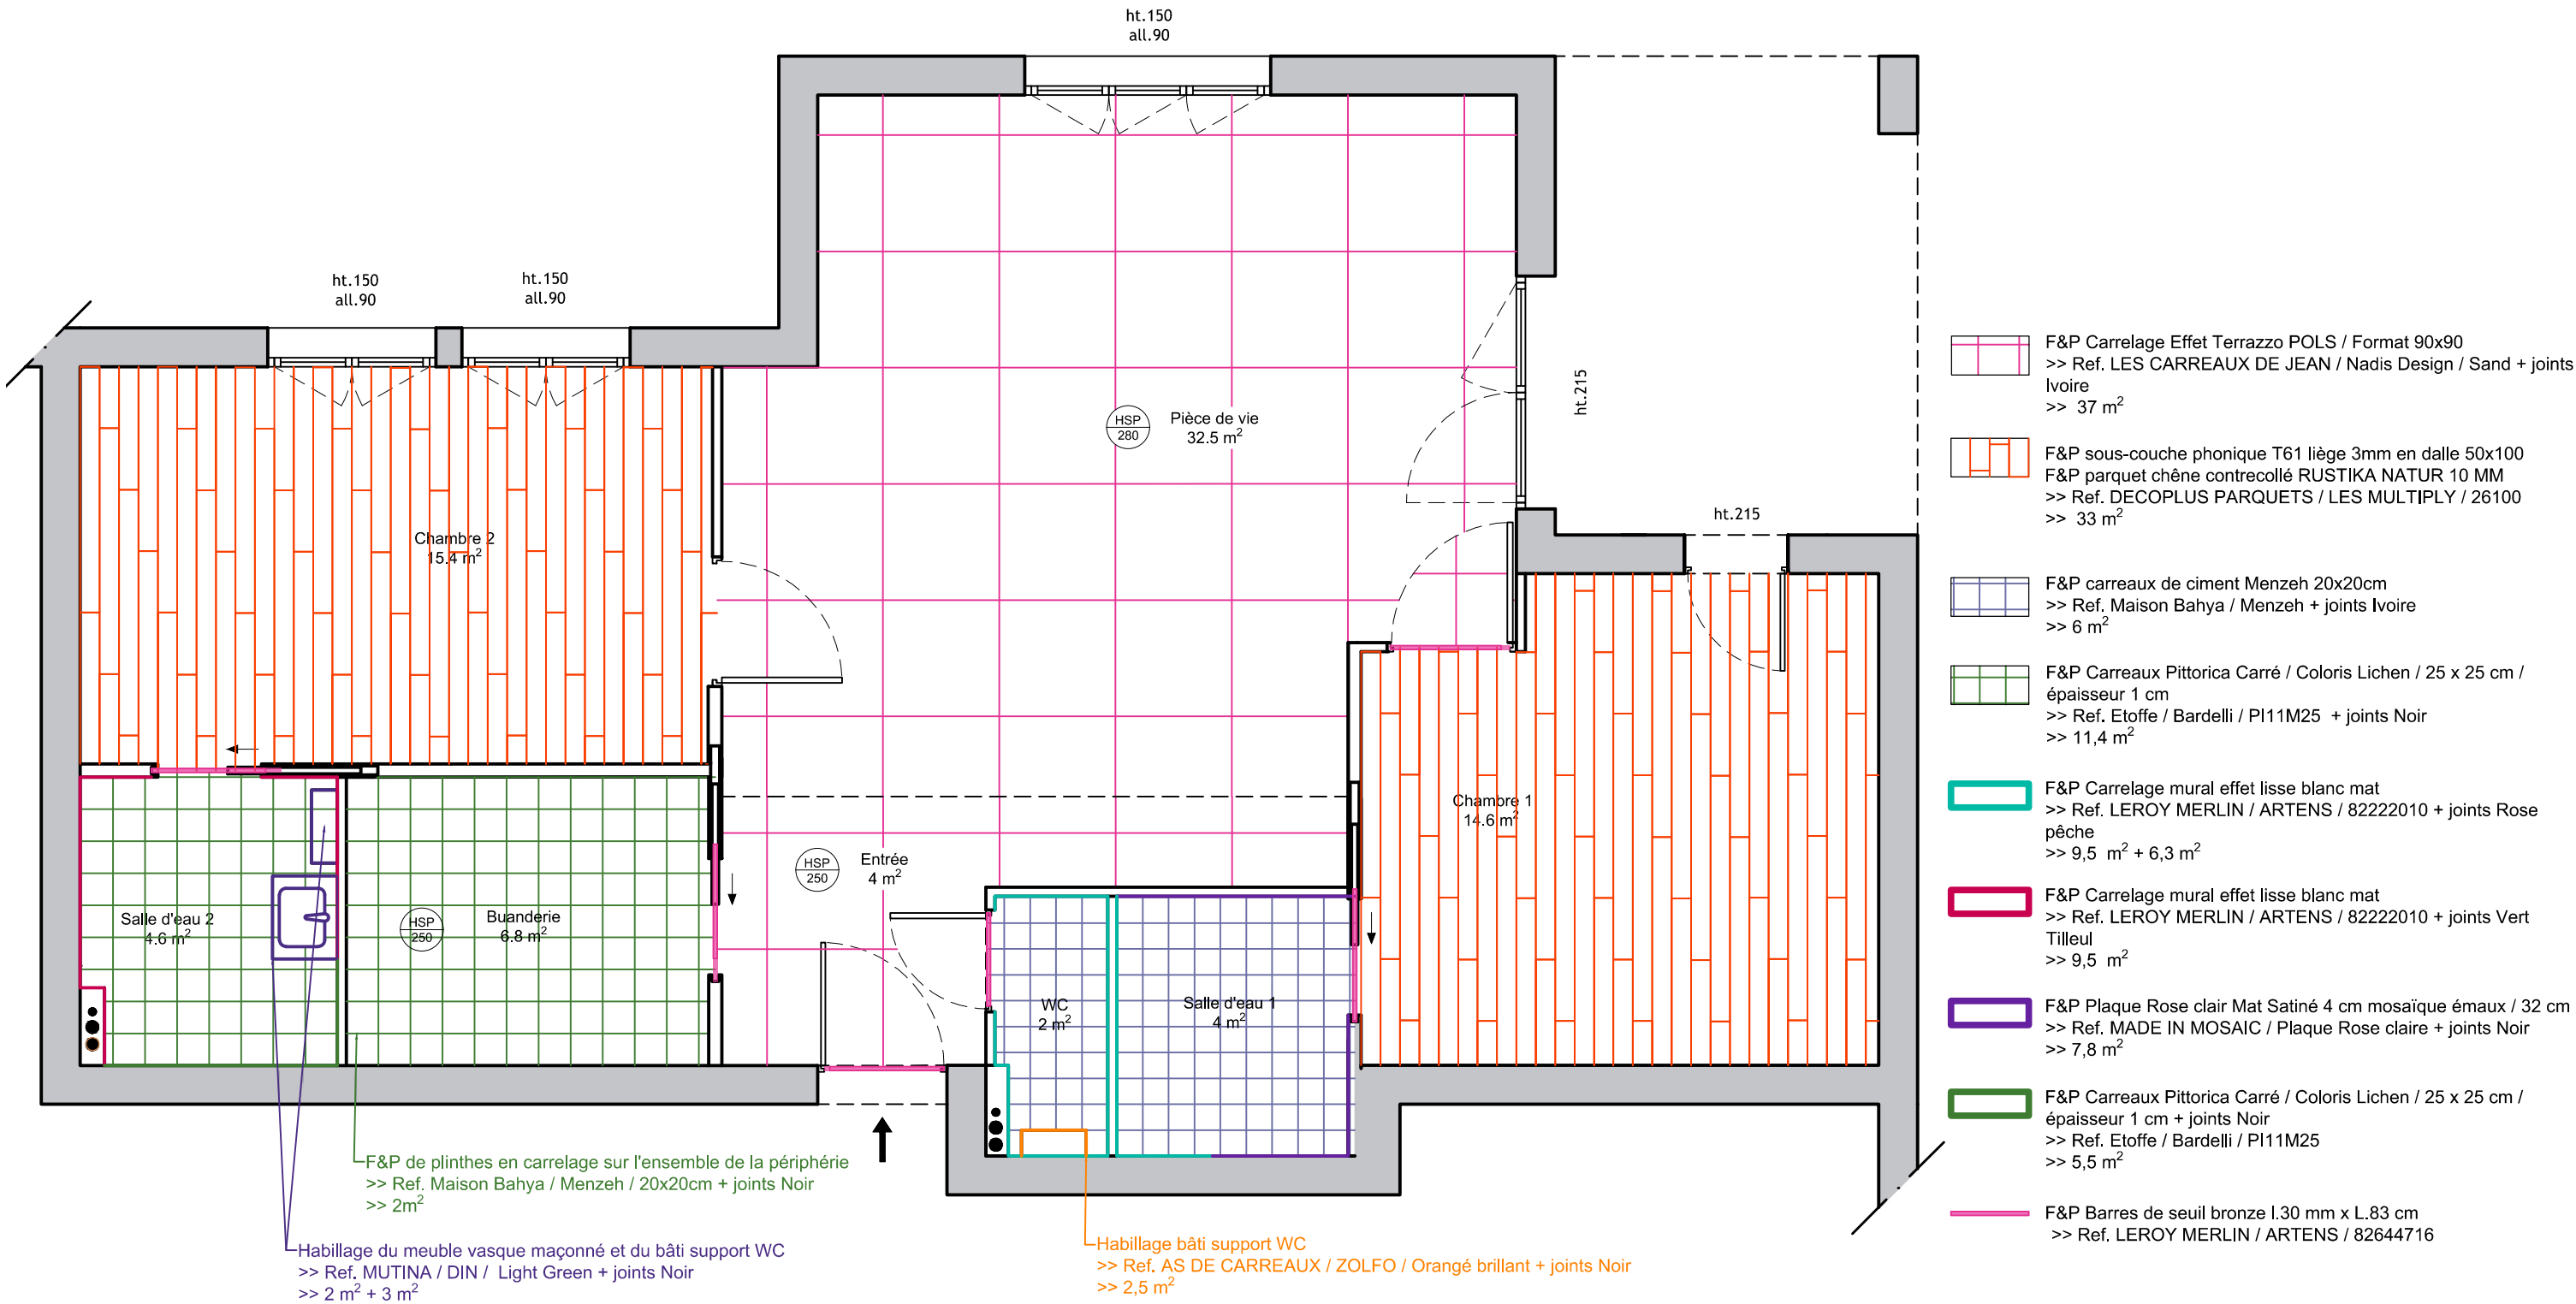 ht.150
all.90
ht.150
all.90
ht.150
all.90
HSP
280
Pièce de vie
32.5 m²
ht.215
ht.215
Chambre 2
15.4 m²
Chambre 1
14.6 m²
HSP
250
Entrée
4 m²
Salle d'eau 2
4.6 m²
HSP
250
Buanderie
6.8 m²
WC
2 m²
Salle d'eau 1
4 m²
F&P de plinthes en carrelage sur l'ensemble de la périphérie
>> Ref. Maison Bahya / Menzeh / 20x20cm + joints Noir
>> 2m²
Habillage du meuble vasque maçonné et du bâti support WC
>> Ref. MUTINA / DIN / Light Green + joints Noir
>> 2 m² + 3 m²
Habillage bâti support WC
>> Ref. AS DE CARREAUX / ZOLFO / Orangé brillant + joints Noir
>> 2,5 m²
F&P Carrelage Effet Terrazzo POLS / Format 90x90
>> Ref. LES CARREAUX DE JEAN / Nadis Design / Sand + joints
Ivoire
>> 37 m²
F&P sous-couche phonique T61 liège 3mm en dalle 50x100
F&P parquet chêne contrecollé RUSTIKA NATUR 10 MM
>> Ref. DECOPLUS PARQUETS / LES MULTIPLY / 26100
>> 33 m²
F&P carreaux de ciment Menzeh 20x20cm
>> Ref. Maison Bahya / Menzeh + joints Ivoire
>> 6 m²
F&P Carreaux Pittorica Carré / Coloris Lichen / 25 x 25 cm /
épaisseur 1 cm
>> Ref. Etoffe / Bardelli / PI11M25 + joints Noir
>> 11,4 m²
F&P Carrelage mural effet lisse blanc mat
>> Ref. LEROY MERLIN / ARTENS / 82222010 + joints Rose
pêche
>> 9,5 m² + 6,3 m²
F&P Carrelage mural effet lisse blanc mat
>> Ref. LEROY MERLIN / ARTENS / 82222010 + joints Vert
Tilleul
>> 9,5 m²
F&P Plaque Rose clair Mat Satiné 4 cm mosaïque émaux / 32 cm
>> Ref. MADE IN MOSAIC / Plaque Rose claire + joints Noir
>> 7,8 m²
F&P Carreaux Pittorica Carré / Coloris Lichen / 25 x 25 cm /
épaisseur 1 cm + joints Noir
>> Ref. Etoffe / Bardelli / PI11M25
>> 5,5 m²
F&P Barres de seuil bronze l.30 mm x L.83 cm
>> Ref. LEROY MERLIN / ARTENS / 82644716